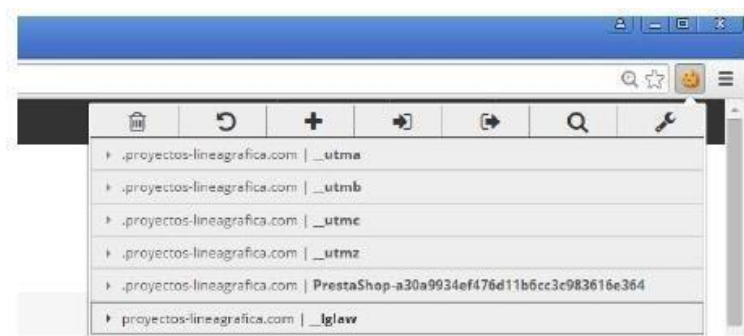 .proyectos-lineagrafica.com | __utma
.proyectos-lineagrafica.com | __utmb
.proyectos-lineagrafica.com | __utmc
.proyectos-lineagrafica.com | __utmz
.proyectos-lineagrafica.com | PrestaShop-a30a9934ef476d11b6cc3c983616e364
proyectos-lineagrafica.com | __lglaw